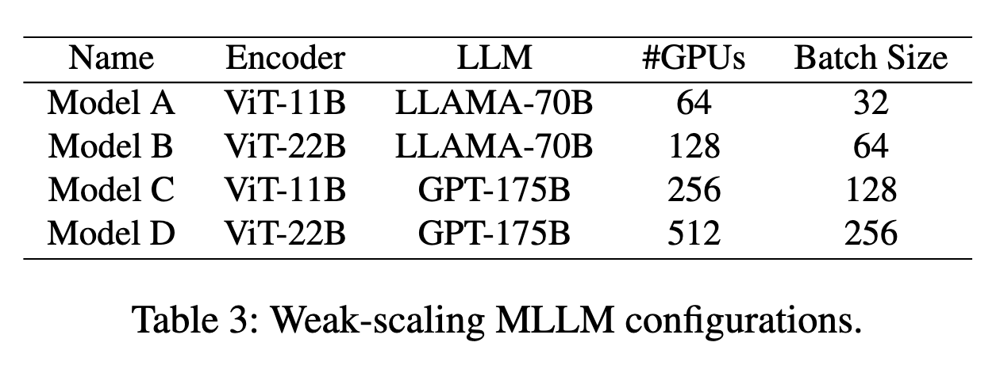 Name Encoder LLM #GPUs Batch Size
Model A ViT-11B LLAMA-70B 64 32
Model B ViT-22B LLAMA-70B 128 64
Model C ViT-11B GPT-175B 256 128
Model D ViT-22B GPT-175B 512 256
Table 3: Weak-scaling MLLM configurations.